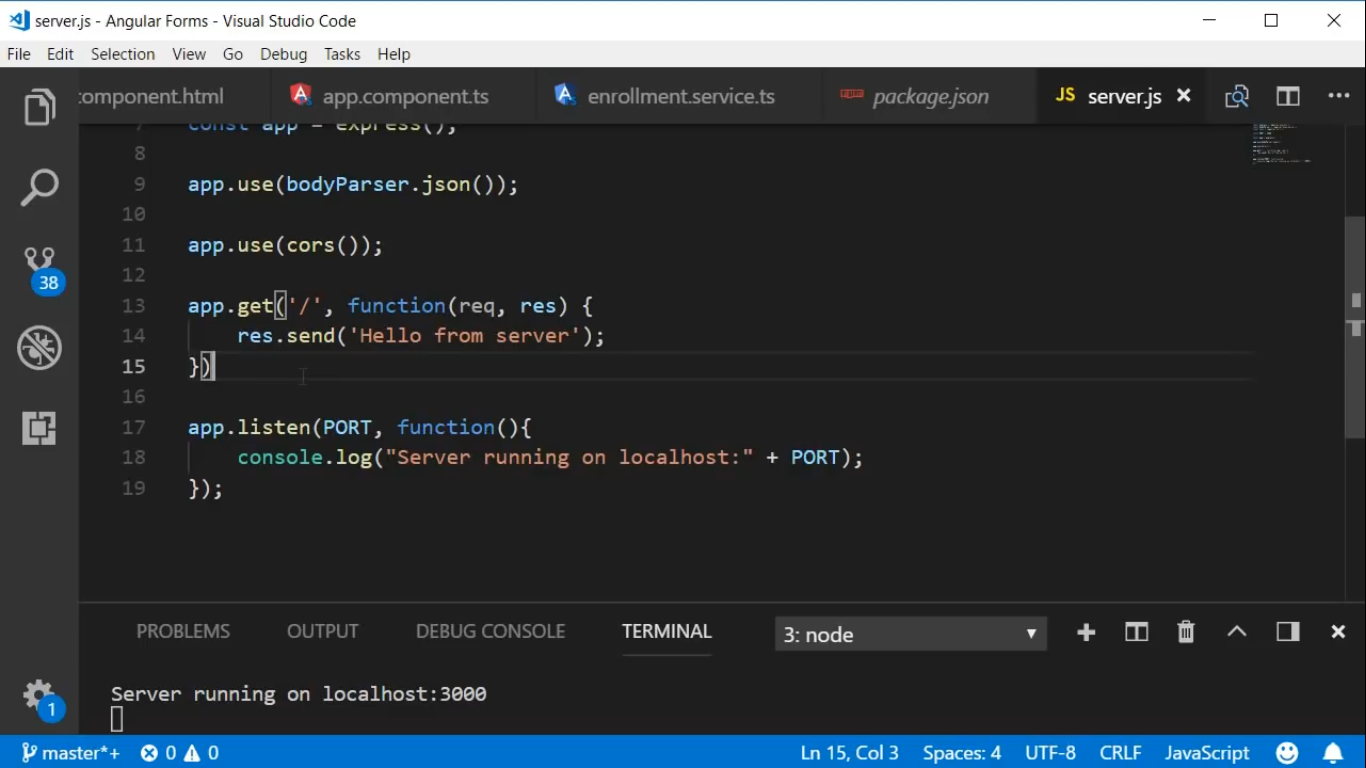 server.js - Angular Forms - Visual Studio Code
File Edit Selection View Go Debug Tasks Help
component.html app.component.ts enrollment.service.ts package.json JS server.js
7 const app = express();
8
9 app.use(bodyParser.json());
10
11 app.use(cors());
12
13 app.get('/', function(req, res) {
14 res.send('Hello from server');
15 })
16
17 app.listen(PORT, function(){
18 console.log("Server running on localhost:" + PORT);
19 });
38
PROBLEMS OUTPUT DEBUG CONSOLE TERMINAL 3: node
Server running on localhost:3000
1
master*+ 0 0 Ln 15, Col 3 Spaces: 4 UTF-8 CRLF JavaScript